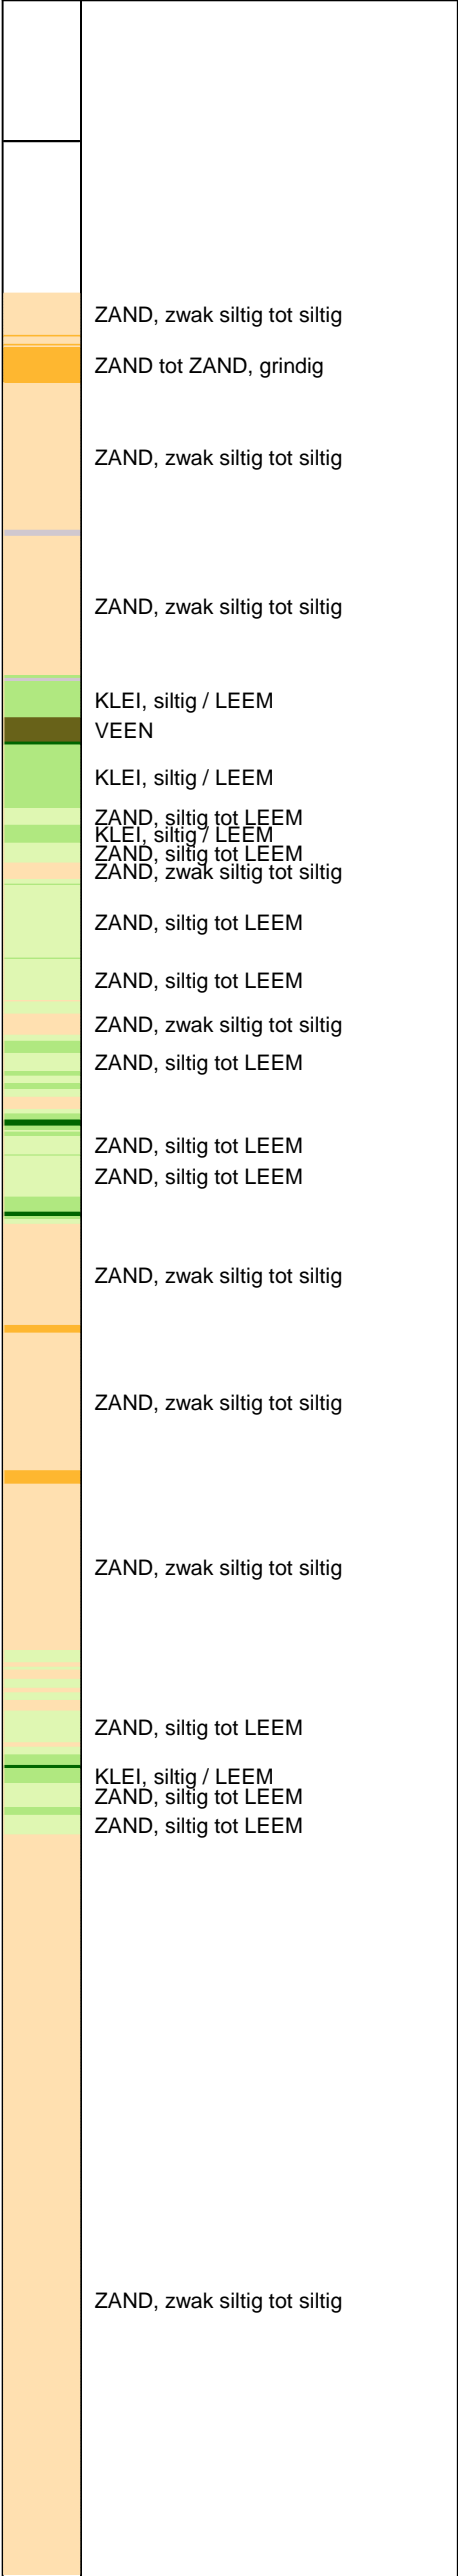 ZAND, zwak siltig tot siltig
ZAND tot ZAND, grindig
ZAND, zwak siltig tot siltig
ZAND, zwak siltig tot siltig
KLEI, siltig / LEEM
VEEN
KLEI, siltig / LEEM
ZAND, siltig tot LEEM
KLEI, siltig / LEEM
ZAND, siltig tot LEEM
ZAND, zwak siltig tot siltig
ZAND, siltig tot LEEM
ZAND, siltig tot LEEM
ZAND, zwak siltig tot siltig
ZAND, siltig tot LEEM
ZAND, siltig tot LEEM
ZAND, siltig tot LEEM
ZAND, zwak siltig tot siltig
ZAND, zwak siltig tot siltig
ZAND, zwak siltig tot siltig
ZAND, siltig tot LEEM
KLEI, siltig / LEEM
ZAND, siltig tot LEEM
ZAND, siltig tot LEEM
ZAND, zwak siltig tot siltig